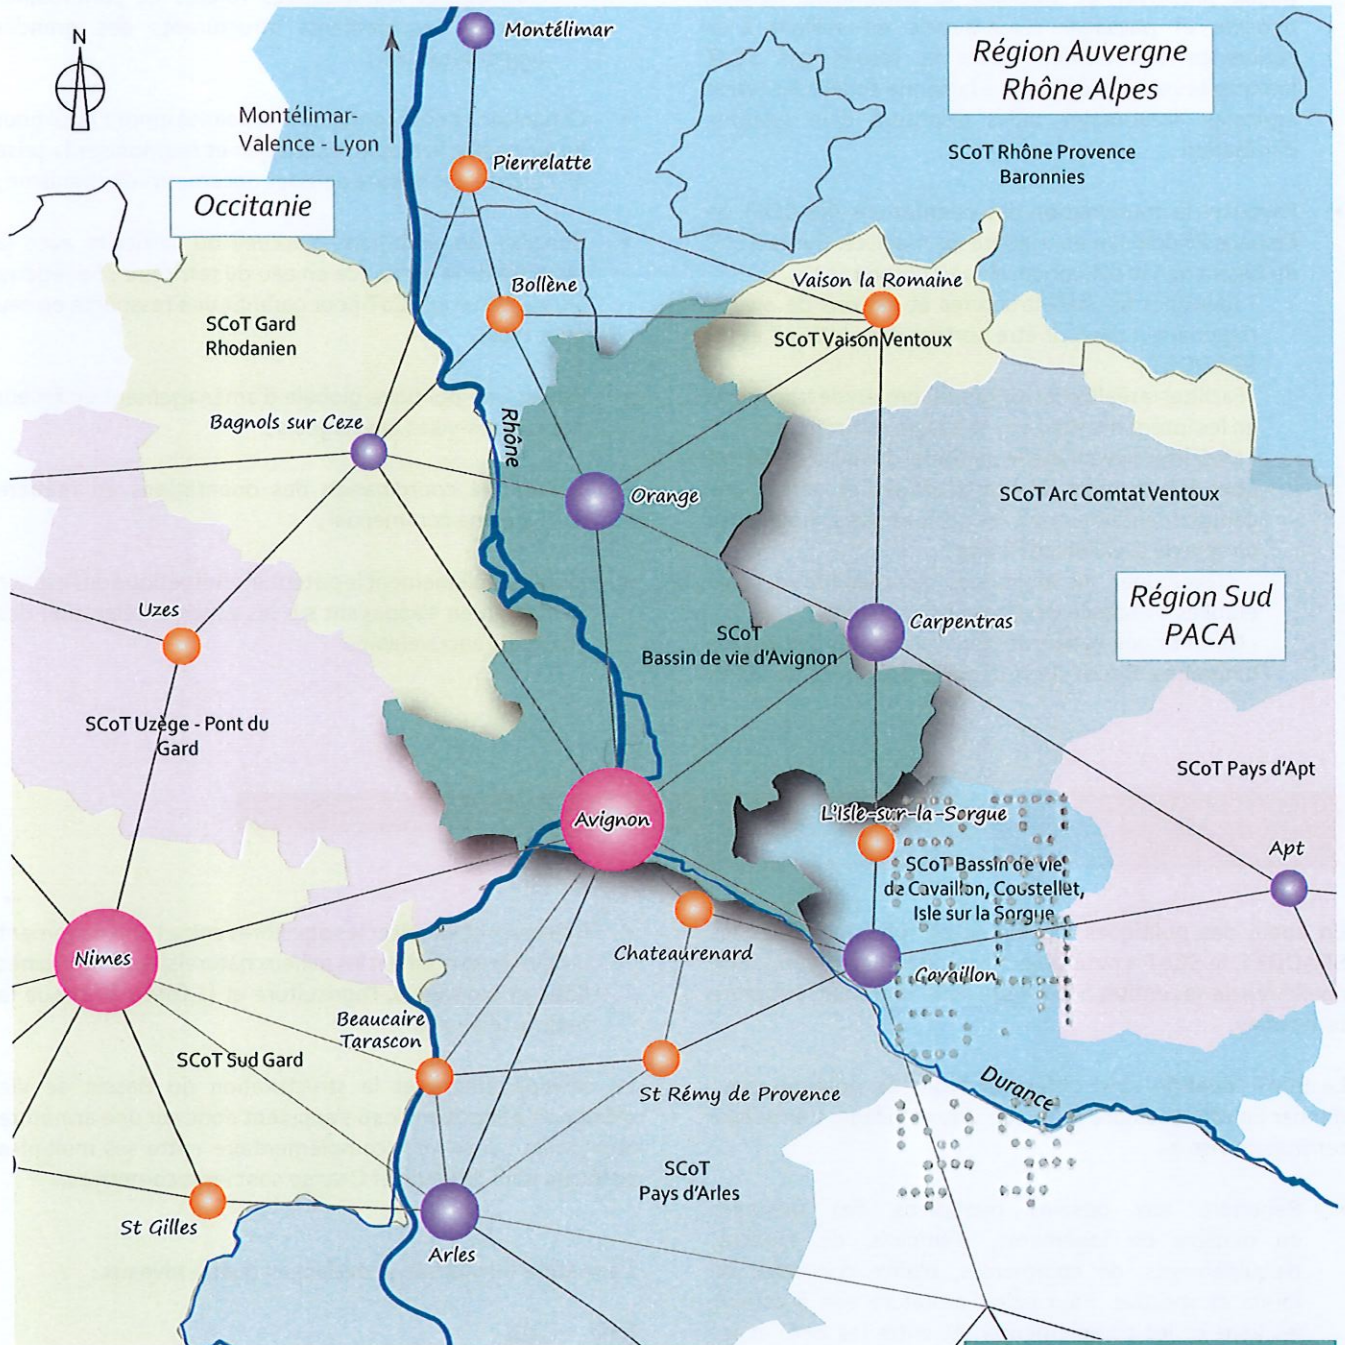 N
Montélimar
Montélimar-
Valence - Lyon
Région Auvergne
Rhône Alpes
SCoT Rhône Provence
Baronnies
Pierrelatte
Occitanie
Bollène
Vaison la Romaine
SCoT Gard
Rhodanien
SCoT Vaison Ventoux
Bagnols sur Ceze
Rhône
Orange
SCoT Arc Comtat Ventoux
Uzes
Région Sud
PACA
Carpentras
SCoT
Bassin de vie d'Avignon
SCoT Uzège - Pont du
Gard
SCoT Pays d'Apt
Avignon
L'Isle-sur-la-Sorgue
SCoT Bassin de vie
de Cavaillon, Coustellet,
Isle sur la Sorgue
Apt
Chateaurenard
Nimes
Cavaillon
Beaucaire
Tarascon
SCoT Sud Gard
St Rémy de Provence
Durance
SCoT
Pays d'Arles
St Gilles
Arles